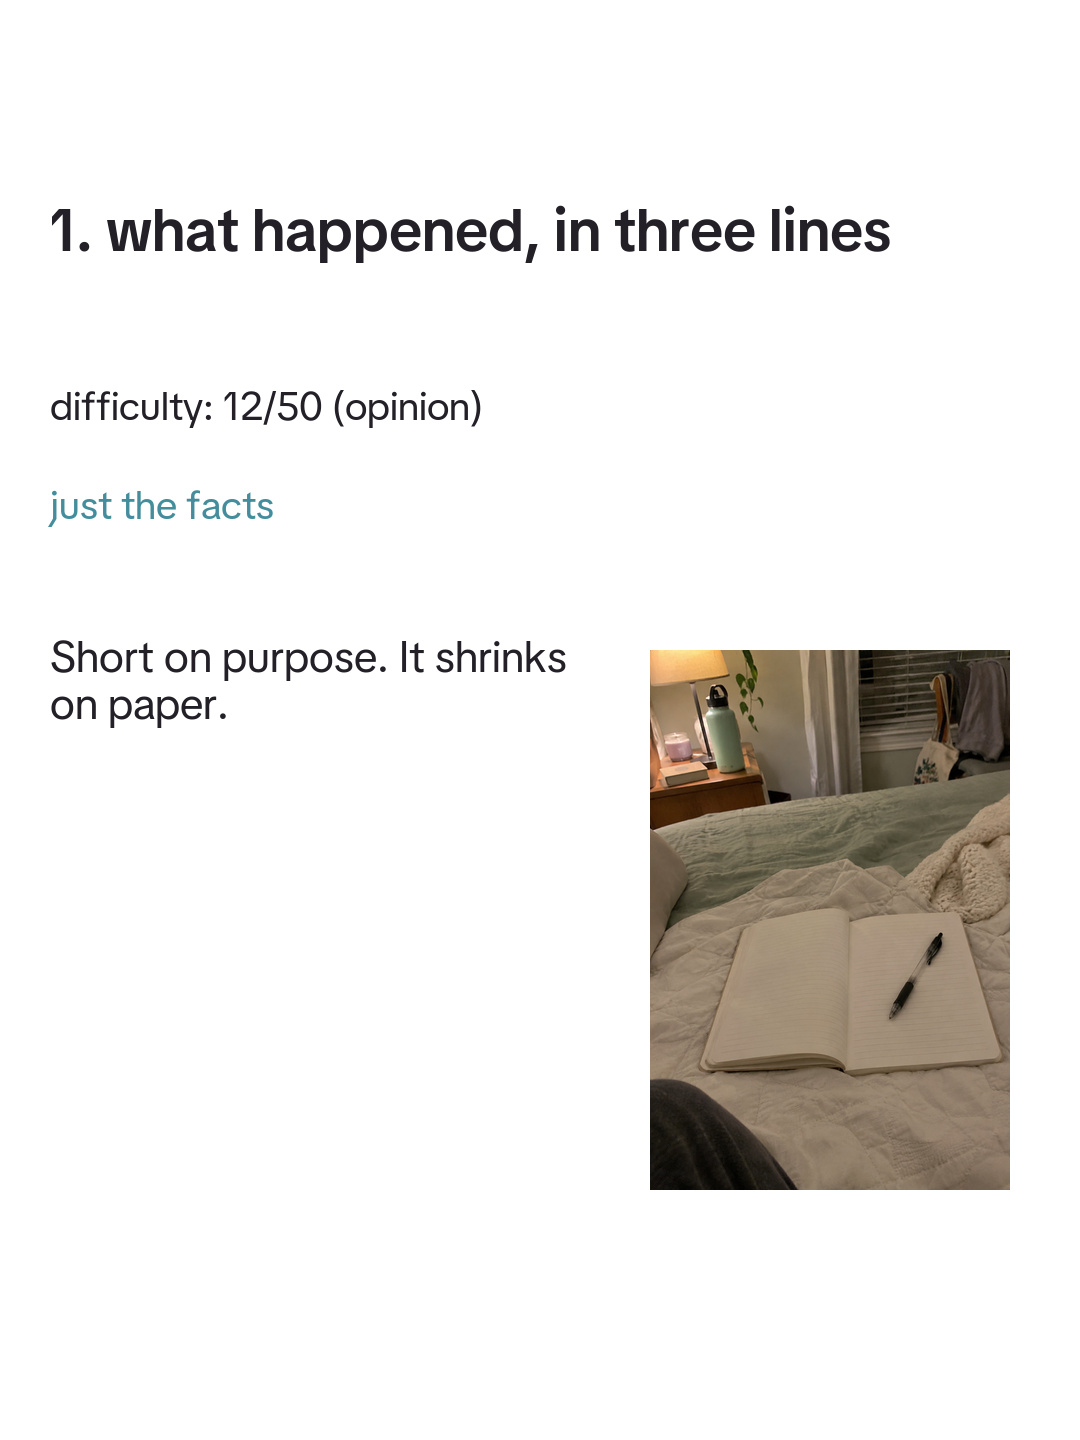 1. what happened, in three lines
difficulty: 12/50 (opinion)
just the facts
Short on purpose. It shrinks
on paper.